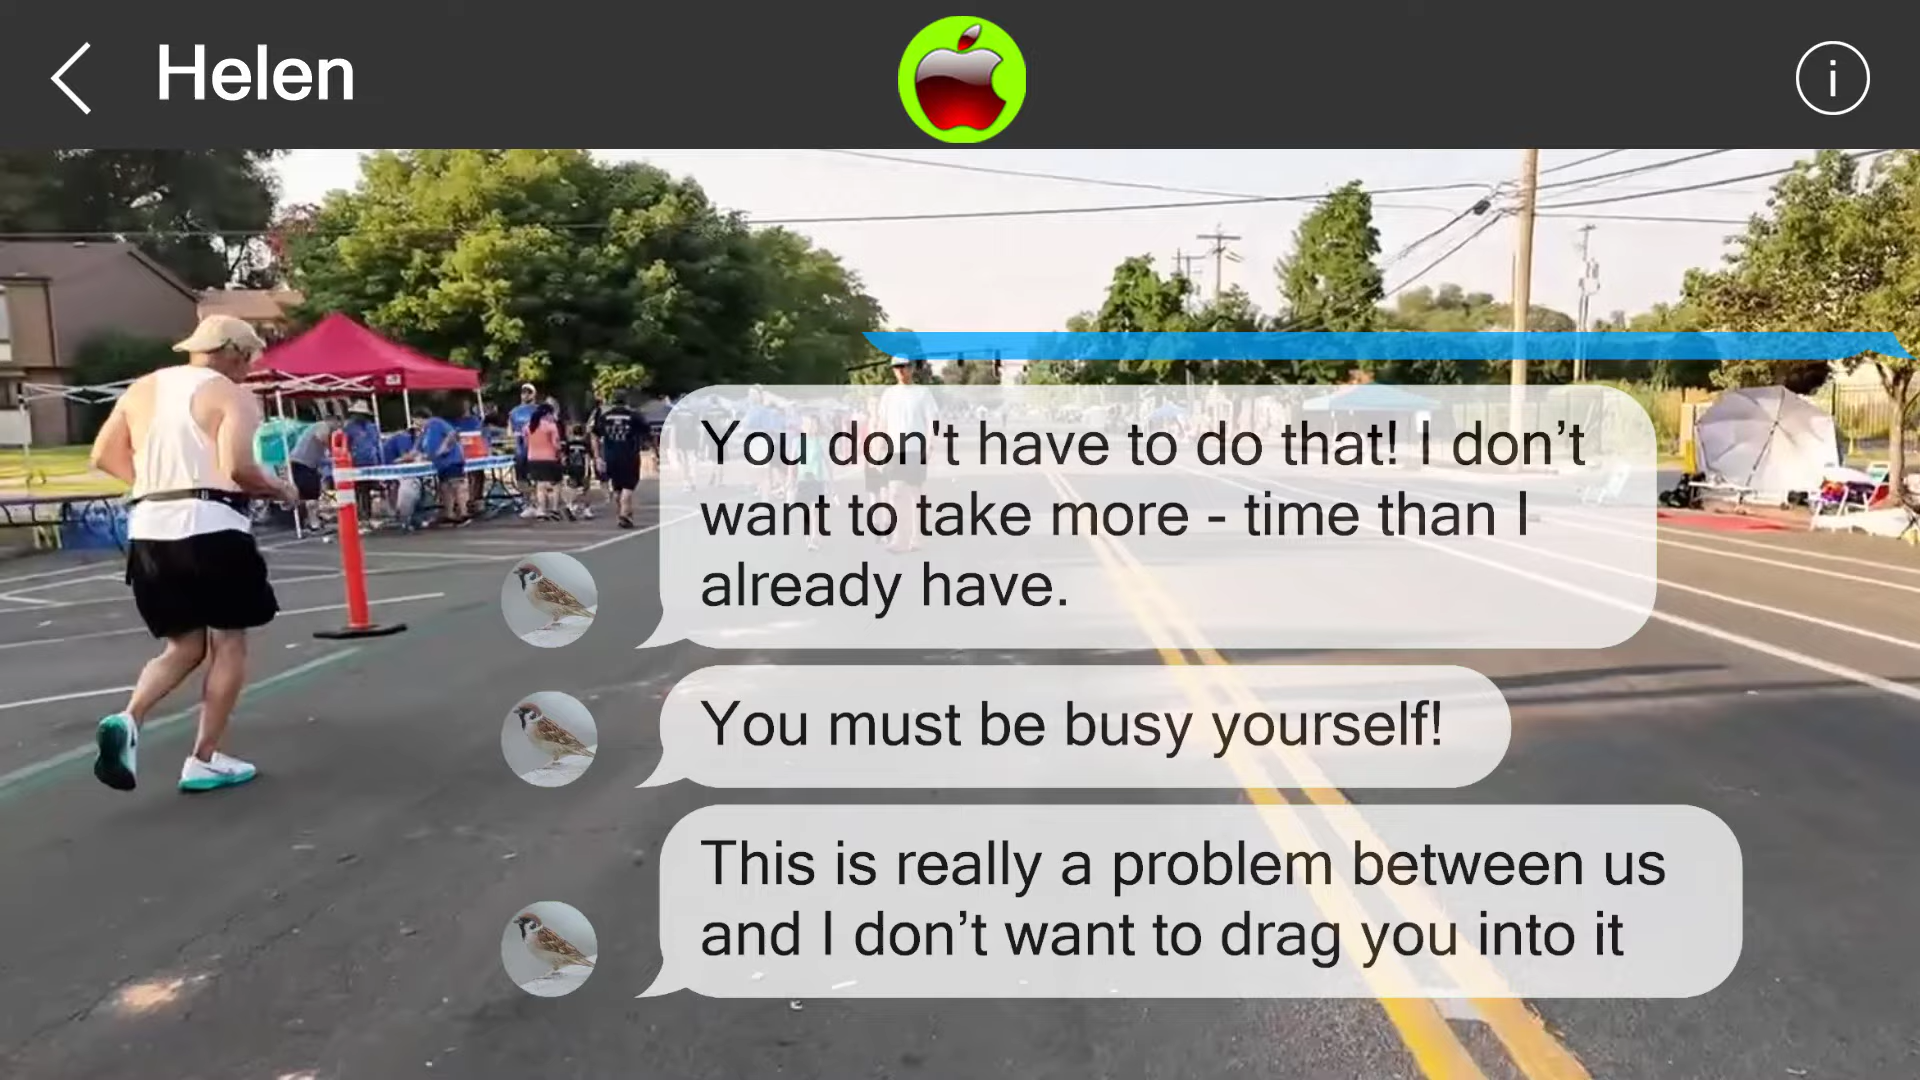 Helen
You don't have to do that! I don’t
want to take more - time than I
already have.
You must be busy yourself!
This is really a problem between us
and I don’t want to drag you into it